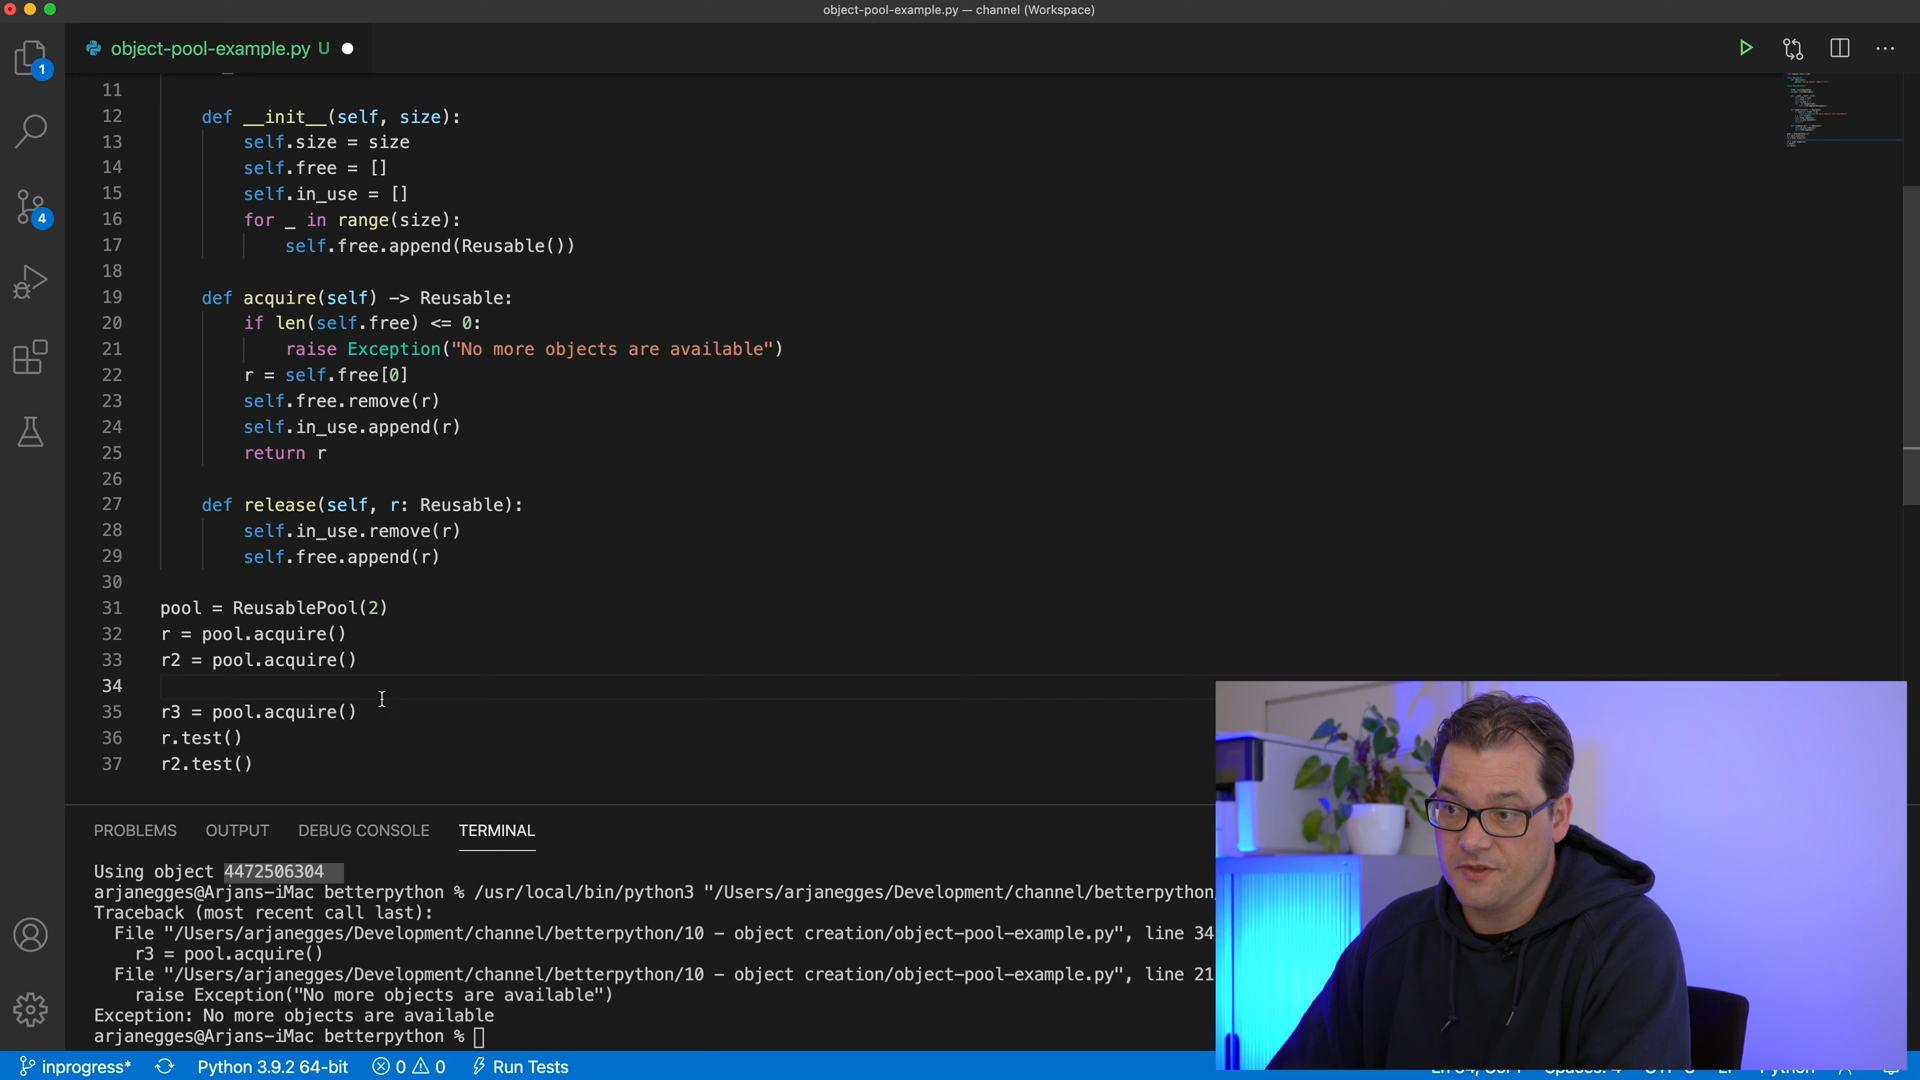 object-pool-example.py — channel (Workspace)
object-pool-example.py U
1
4
11
12 def __init__(self, size):
13 self.size = size
14 self.free = []
15 self.in_use = []
16 for _ in range(size):
17 self.free.append(Reusable())
18
19 def acquire(self) -> Reusable:
20 if len(self.free) <= 0:
21 raise Exception("No more objects are available")
22 r = self.free[0]
23 self.free.remove(r)
24 self.in_use.append(r)
25 return r
26
27 def release(self, r: Reusable):
28 self.in_use.remove(r)
29 self.free.append(r)
30
31 pool = ReusablePool(2)
32 r = pool.acquire()
33 r2 = pool.acquire()
34
35 r3 = pool.acquire()
36 r.test()
37 r2.test()
PROBLEMS OUTPUT DEBUG CONSOLE TERMINAL
Using object 4472506304
arjanegges@Arjans-iMac betterpython % /usr/local/bin/python3 "/Users/arjanegges/Development/channel/betterpython
Traceback (most recent call last):
File "/Users/arjanegges/Development/channel/betterpython/10 - object creation/object-pool-example.py", line 34
r3 = pool.acquire()
File "/Users/arjanegges/Development/channel/betterpython/10 - object creation/object-pool-example.py", line 21
raise Exception("No more objects are available")
Exception: No more objects are available
arjanegges@Arjans-iMac betterpython %
inprogress* Python 3.9.2 64-bit 0 0 Run Tests